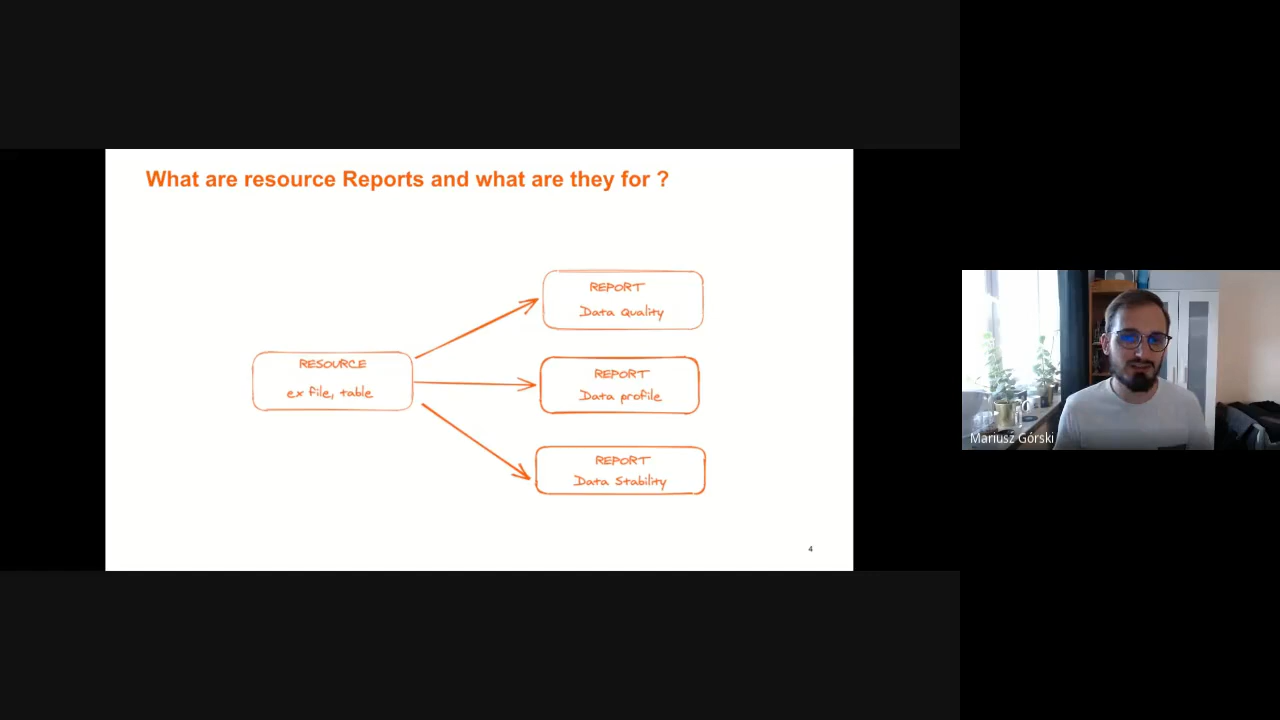 What are resource Reports and what are they for ?
REPORT
Data Quality
RESOURCE
ex file, table
REPORT
Data profile
REPORT
Data Stability
4
Mariusz Górski